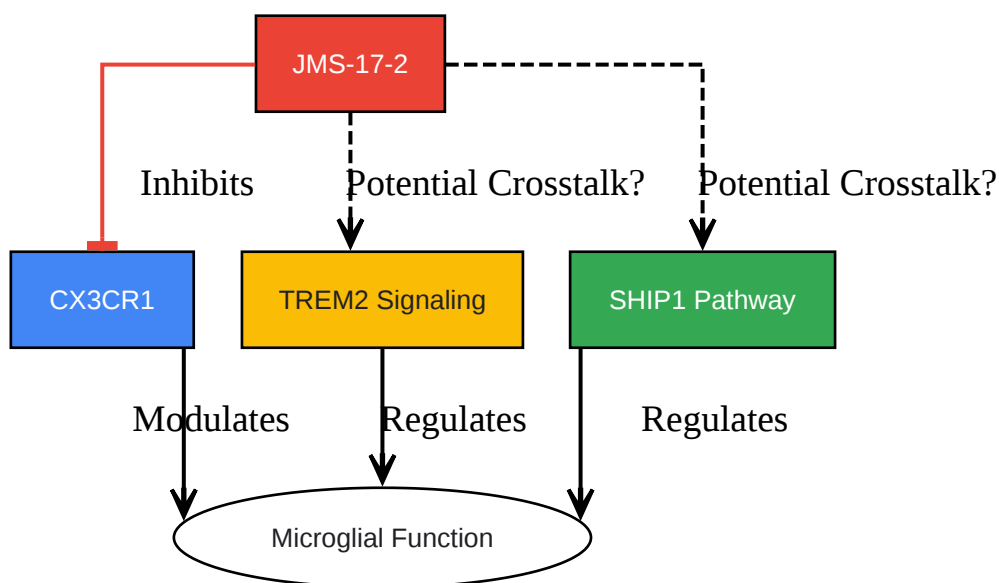 JMS-17-2
Inhibits
Potential Crosstalk?
Potential Crosstalk?
CX3CR1
TREM2 Signaling
SHIP1 Pathway
Modulates
Regulates
Regulates
Microglial Function